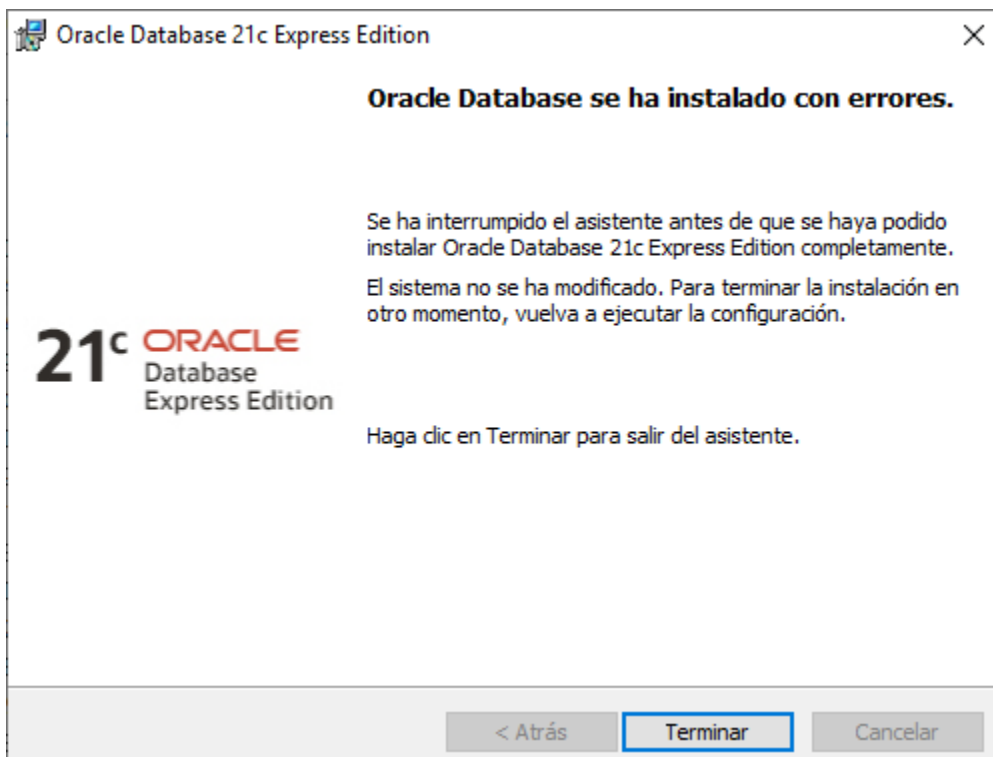 Oracle Database 21c Express Edition
Oracle Database se ha instalado con errores.
Se ha interrumpido el asistente antes de que se haya podido
instalar Oracle Database 21c Express Edition completamente.
El sistema no se ha modificado. Para terminar la instalación en
otro momento, vuelva a ejecutar la configuración.
21c ORACLE
Database
Express Edition
Haga clic en Terminar para salir del asistente.
< Atrás
Terminar
Cancelar